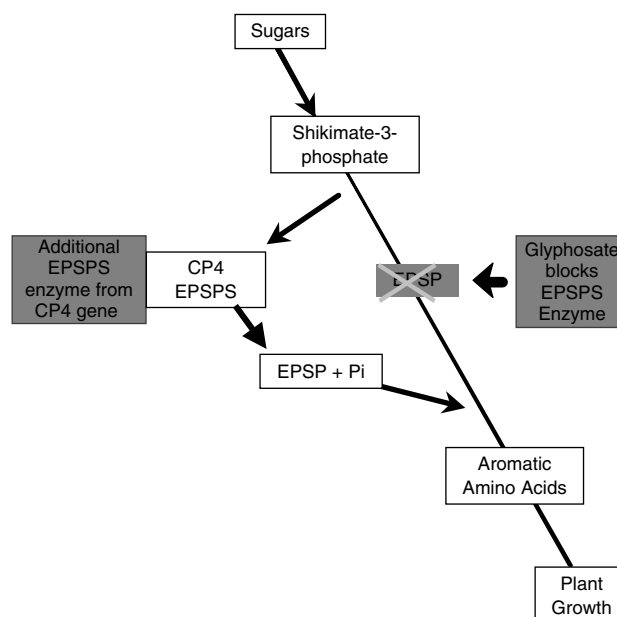 Sugars
Shikimate-3-
phosphate
Additional
EPSPS
enzyme from
CP4 gene
CP4
EPSPS
EPSP
Glyphosate
blocks
EPSPS
Enzyme
EPSP + Pi
Aromatic
Amino Acids
Plant
Growth